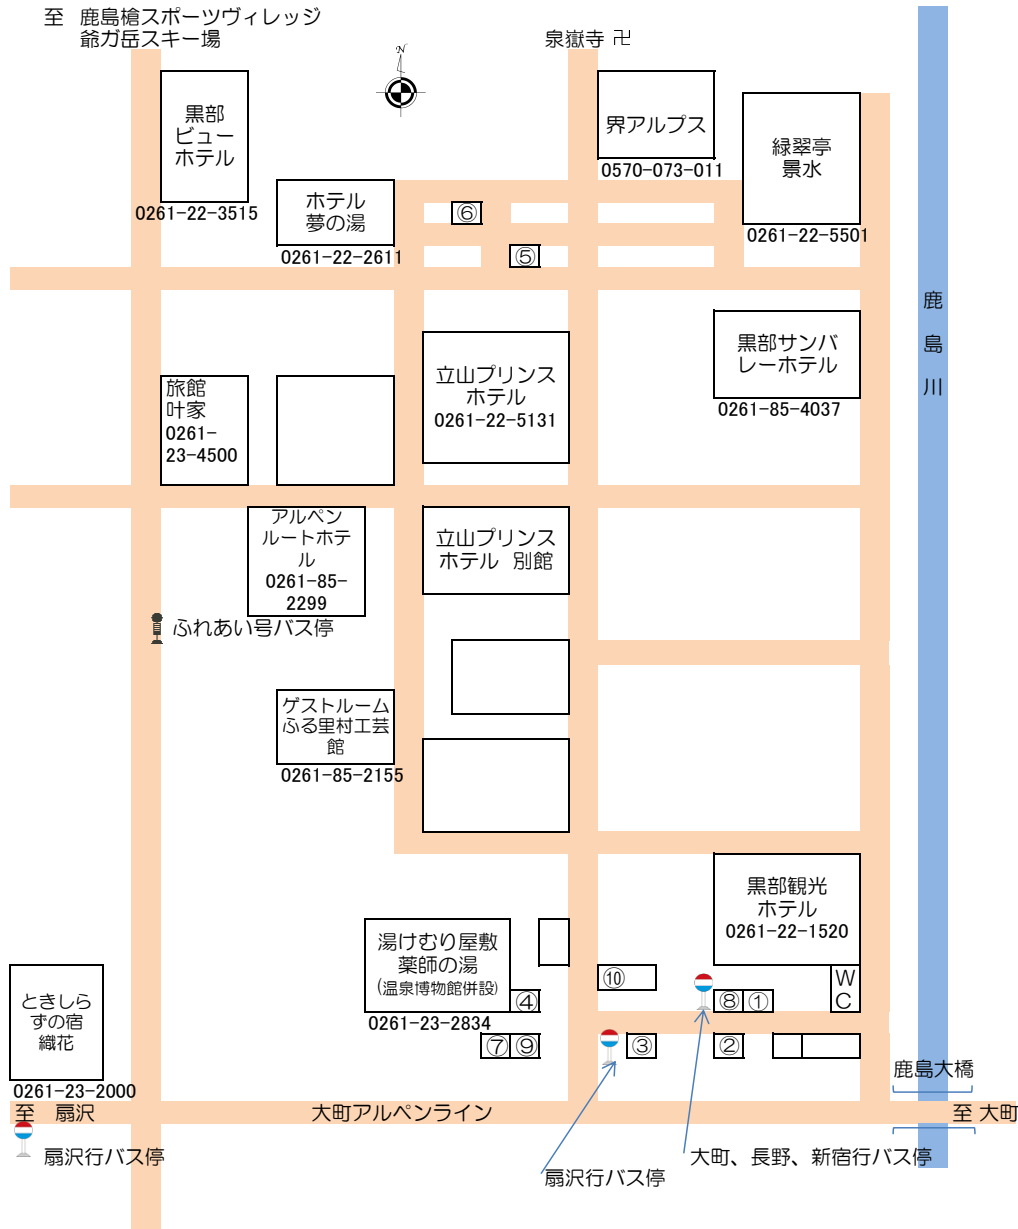 至 鹿島槍スポーツヴィレッジ
爺ガ岳スキー場
泉嶽寺 卍
N
黒部
ビュー
ホテル
0261-22-3515
界アルプス
0570-073-011
緑翠亭
景水
0261-22-5501
ホテル
夢の湯
0261-22-2611
⑥
⑤
鹿
島
川
黒部サンバ
レーホテル
0261-85-4037
立山プリンス
ホテル
0261-22-5131
旅館
叶家
0261-
23-4500
アルペン
ルートホテ
ル
0261-85-
2299
立山プリンス
ホテル 別館
ふれあい号バス停
ゲストルーム
ふる里村工芸
館
0261-85-2155
黒部観光
ホテル
0261-22-1520
湯けむり屋敷
薬師の湯
(温泉博物館併設)
0261-23-2834
④
⑦⑨
⑩
⑧①
W
C
③
②
ときしら
ずの宿
織花
0261-23-2000
鹿島大橋
至 扇沢
大町アルペンライン
至 大町
扇沢行バス停
扇沢行バス停
大町、長野、新宿行バス停